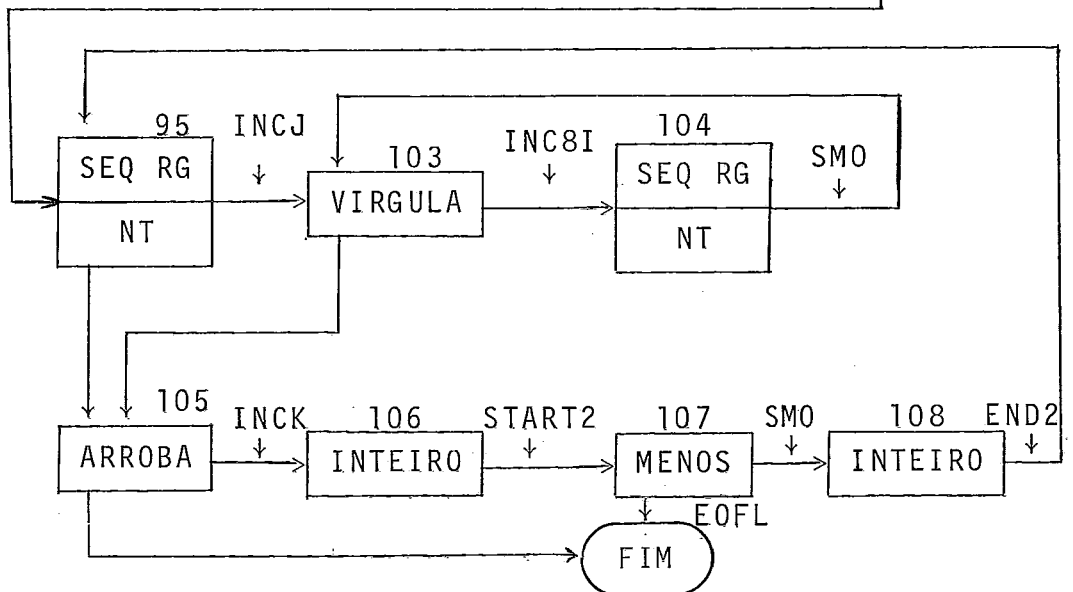 95
INCJ
SEQ RG
NT
103
VIRGULA
INC8I
104
SEQ RG
NT
SMO
105
ARROBA
INCK
106
INTEIRO
START2
107
MENOS
SMO
108
INTEIRO
END2
EOFL
FIM